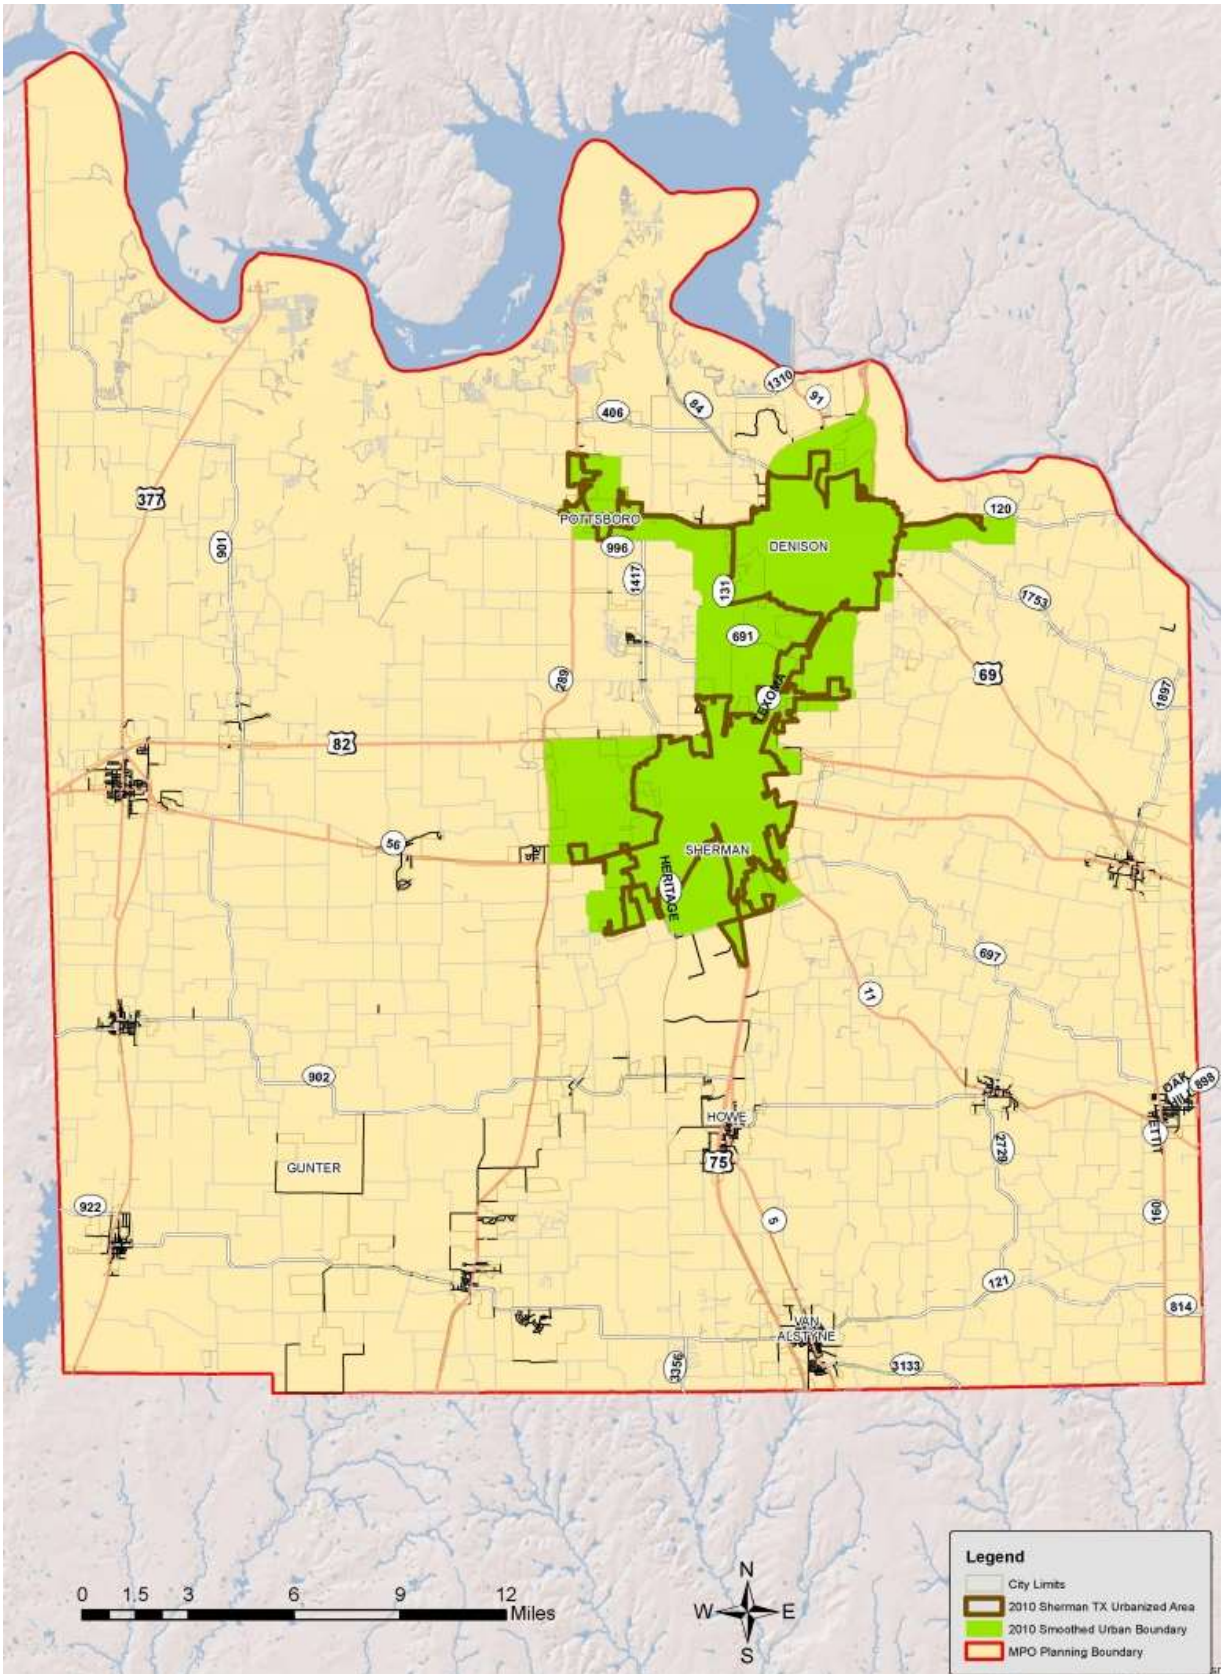 1310
91
84
406
377
120
POTTSBORO
996
DENISON
901
1417
131
1753
691
289
69
TEXOMA
1897
82
56
SHERMAN
HERITAGE
697
11
902
OAK
HILL
898
HOWE
PETTIT
75
2729
GUNTER
922
5
160
121
814
VAN
ALSTYNE
3356
3133
N
W
E
S
0 1.5 3 6 9 12
Miles
Legend
City Limits
2010 Sherman TX Urbanized Area
2010 Smoothed Urban Boundary
MPO Planning Boundary